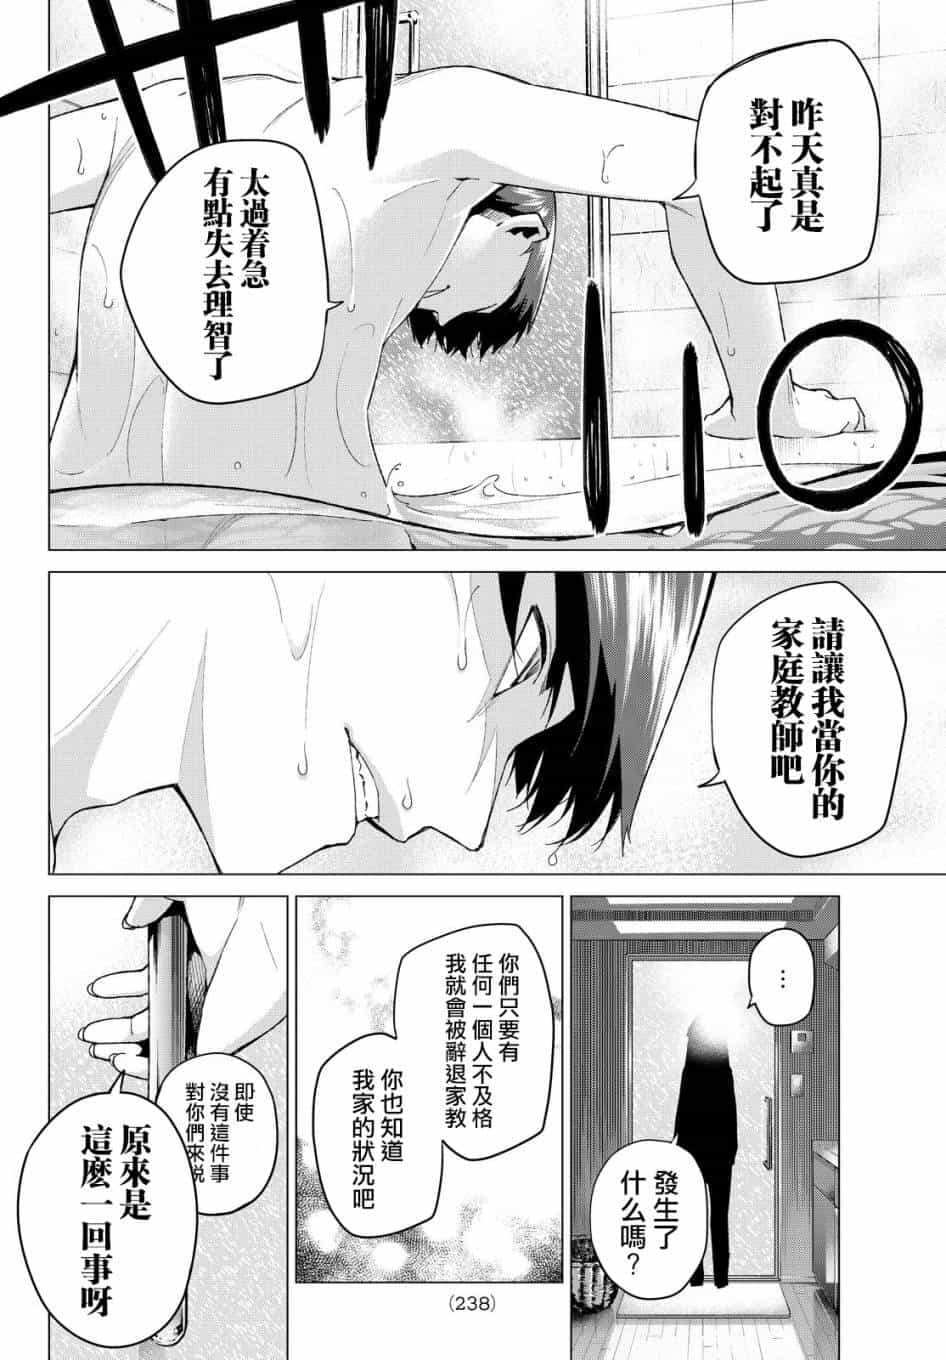 昨天真是
對不起了
太過着急
有點失去理智了
請讓我當你的
家庭教師吧
…
發生了
什么嗎？
你們只要有
任何一個人不及格
我就會被辭退家教
你也知道
我家的狀況吧
即使
沒有這件事
對你們來説
原來是
這麽一回事呀
（238）